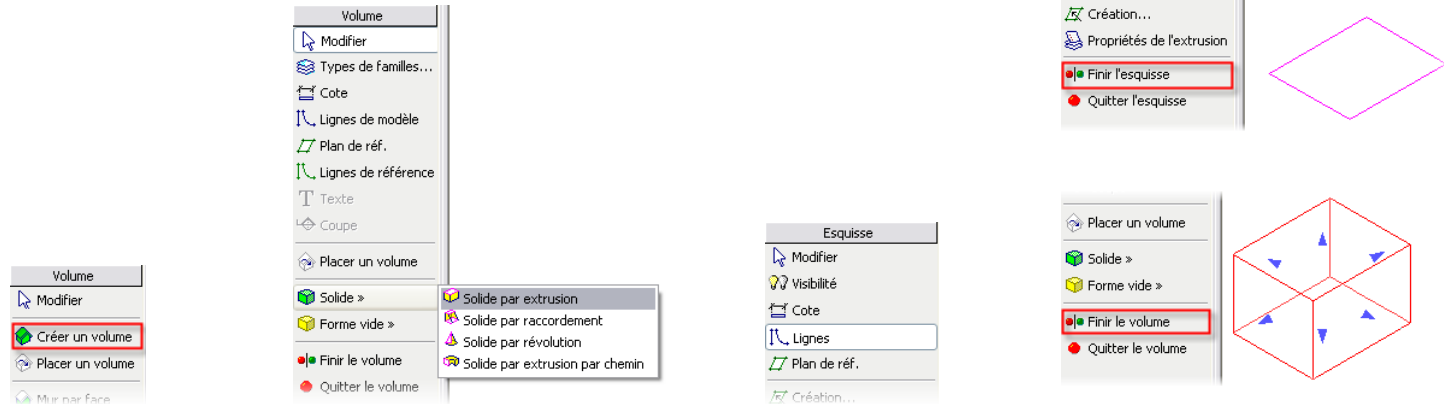 Volume
Modifier
Créer un volume
Placer un volume
Mur par face
Volume
Modifier
Types de familles...
Cote
Lignes de modèle
Plan de réf.
Lignes de référence
Texte
Coupe
Placer un volume
Solide »
Forme vide »
Finir le volume
Quitter le volume
Solide par extrusion
Solide par raccordement
Solide par révolution
Solide par extrusion par chemin
Esquisse
Modifier
Visibilité
Cote
Lignes
Plan de réf.
Création...
Création...
Propriétés de l'extrusion
Finir l'esquisse
Quitter l'esquisse
Placer un volume
Solide »
Forme vide »
Finir le volume
Quitter le volume